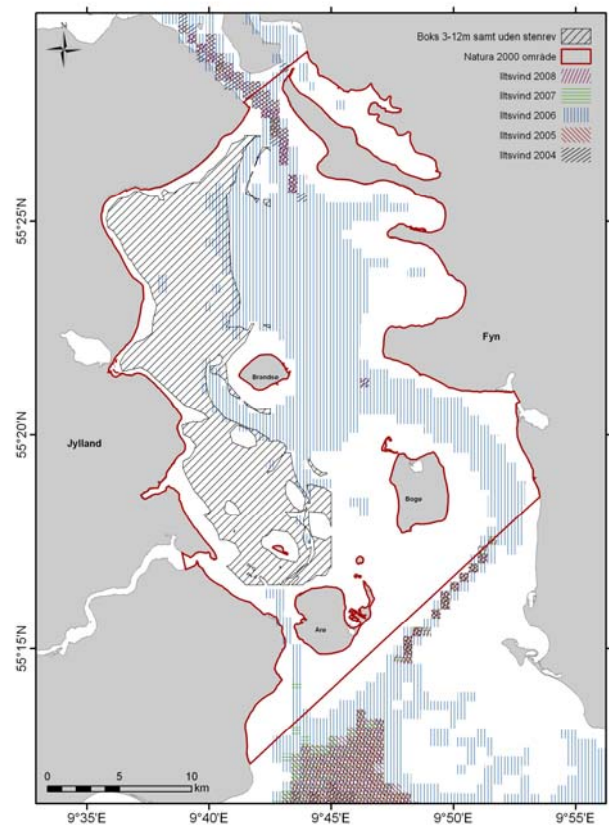 Boks 3-12m samt uden stenrev
Natura 2000 område
Iltsvind 2008
Iltsvind 2007
Iltsvind 2006
Iltsvind 2005
Iltsvind 2004
55°25'N
Fyn
Brandsø
55°20'N
Jylland
Bogø
Årø
55°15'N
0 5 10
km
9°35'E 9°40'E 9°45'E 9°50'E 9°55'E